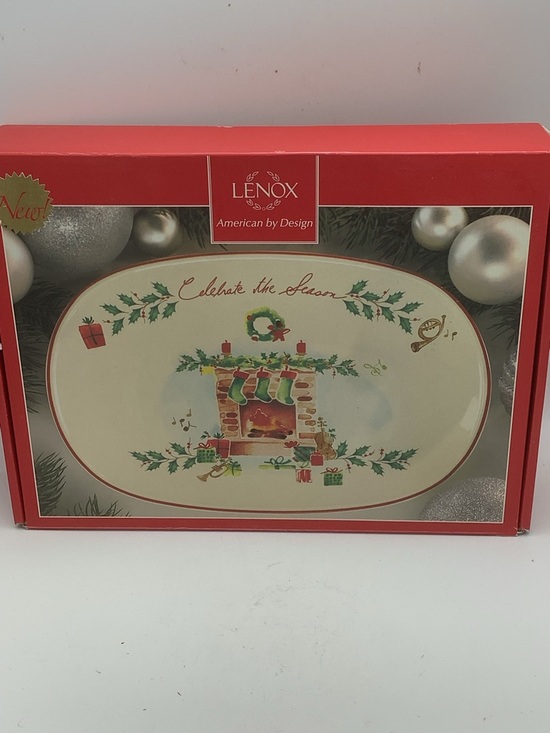 LENOX
American by Design
New!
Celebrate the Season